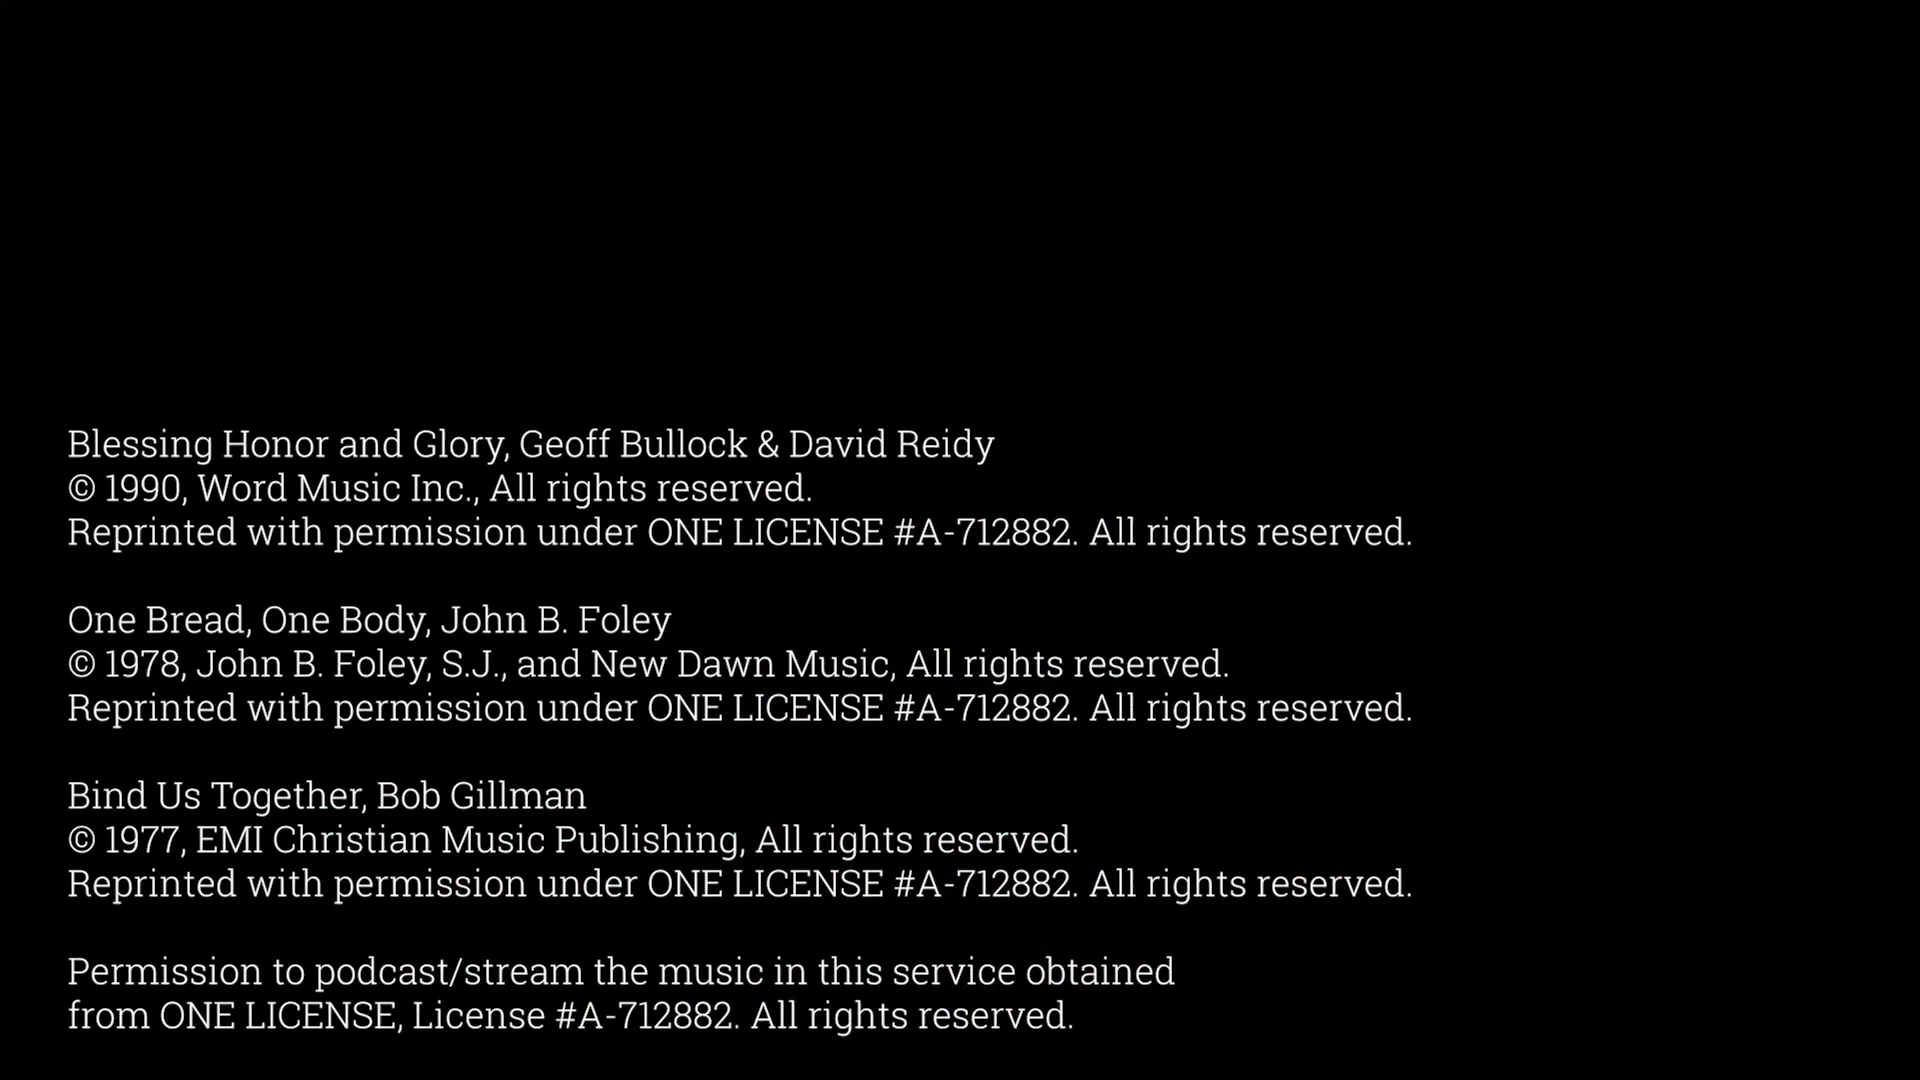 Blessing Honor and Glory, Geoff Bullock & David Reidy
© 1990, Word Music Inc., All rights reserved.
Reprinted with permission under ONE LICENSE #A-712882. All rights reserved.
One Bread, One Body, John B. Foley
© 1978, John B. Foley, S.J., and New Dawn Music, All rights reserved.
Reprinted with permission under ONE LICENSE #A-712882. All rights reserved.
Bind Us Together, Bob Gillman
© 1977, EMI Christian Music Publishing, All rights reserved.
Reprinted with permission under ONE LICENSE #A-712882. All rights reserved.
Permission to podcast/stream the music in this service obtained
from ONE LICENSE, License #A-712882. All rights reserved.